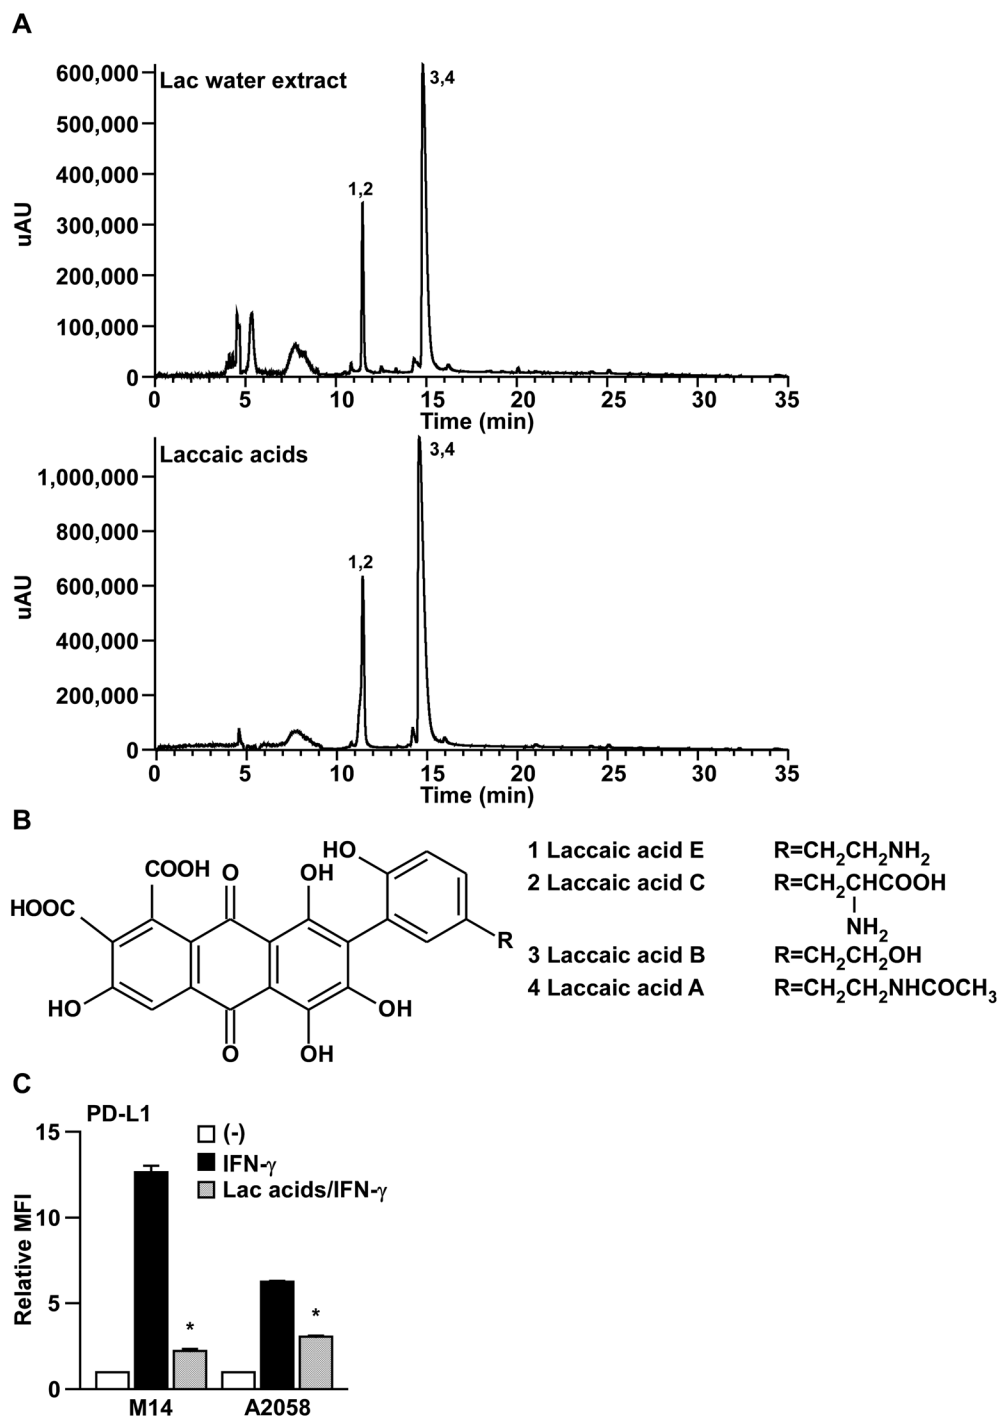 A
Lac water extract
3,4
1,2
uAU
600,000
500,000
400,000
300,000
200,000
100,000
0
0 5 10 15 20 25 30 35
Time (min)
Laccaic acids
3,4
1,2
uAU
1,000,000
800,000
600,000
400,000
200,000
0
0 5 10 15 20 25 30 35
Time (min)
B
HO
COOH O OH
HOOC
R
HO OH
O OH
1 Laccaic acid E R=CH2CH2NH2
2 Laccaic acid C R=CH2CHCOOH
NH2
3 Laccaic acid B R=CH2CH2OH
4 Laccaic acid A R=CH2CH2NHCOCH3
C
PD-L1
(-)
IFN-γ
Lac acids/IFN-γ
Relative MFI
15
10
5
0
* *
M14 A2058